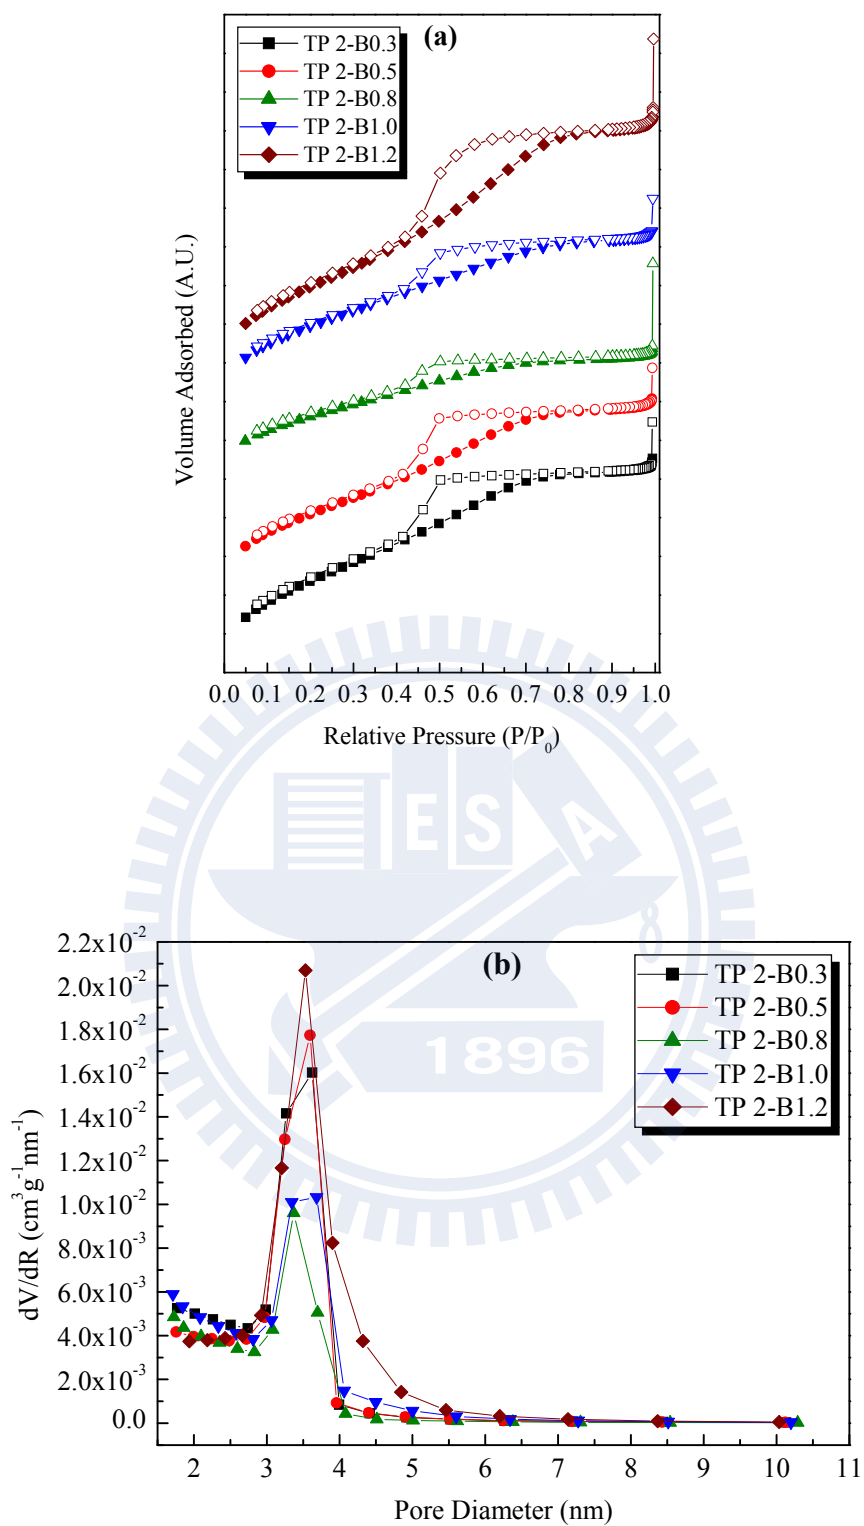 (a)
TP 2-B0.3
TP 2-B0.5
TP 2-B0.8
TP 2-B1.0
TP 2-B1.2
Volume Adsorbed (A.U.)
0.0 0.1 0.2 0.3 0.4 0.5 0.6 0.7 0.8 0.9 1.0
Relative Pressure (P/P₀)
ESA
1896
(b)
TP 2-B0.3
TP 2-B0.5
TP 2-B0.8
TP 2-B1.0
TP 2-B1.2
2.2x10⁻²
2.0x10⁻²
1.8x10⁻²
1.6x10⁻²
1.4x10⁻²
1.2x10⁻²
1.0x10⁻²
8.0x10⁻³
6.0x10⁻³
4.0x10⁻³
2.0x10⁻³
0.0
dV/dR (cm³g⁻¹nm⁻¹)
2 3 4 5 6 7 8 9 10 11
Pore Diameter (nm)